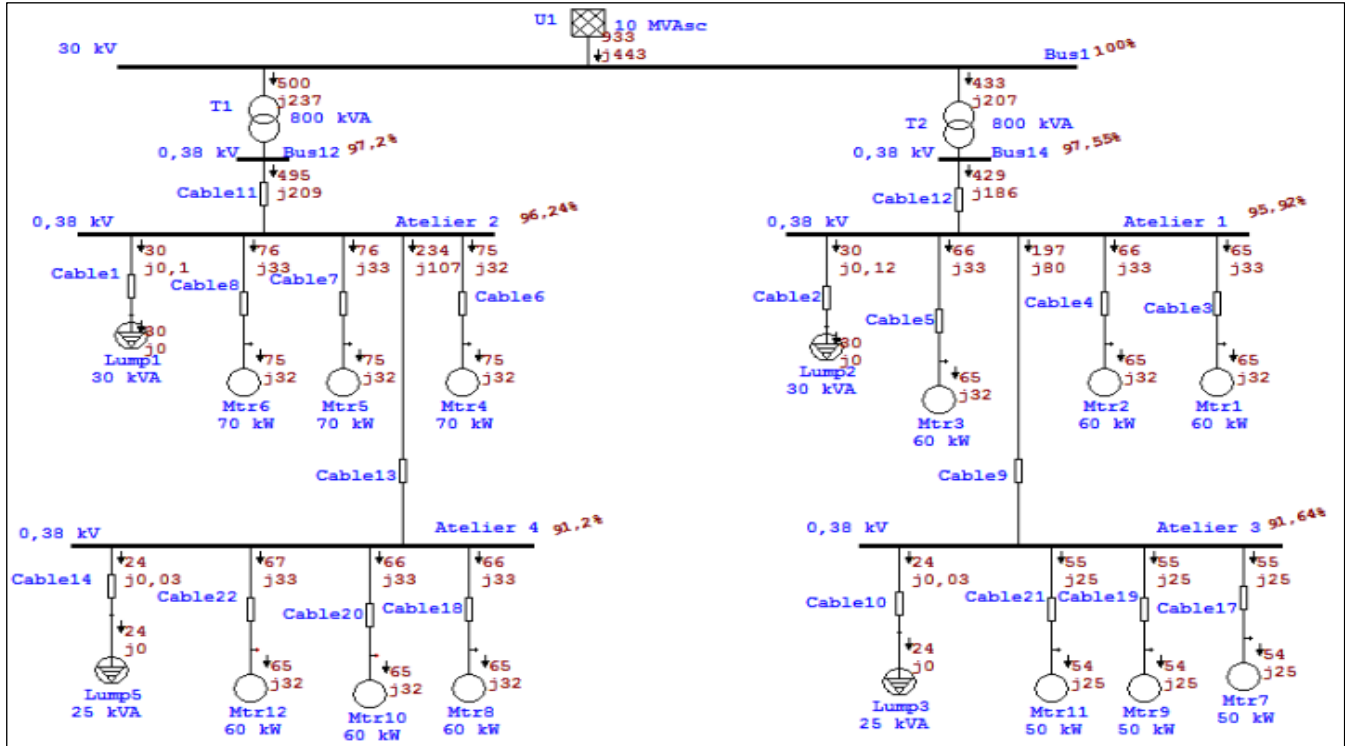 U1
10 MVAsc
933
j443
30 kV
Bus1
100%
500
j237
T1
800 kVA
433
j207
T2
800 kVA
0,38 kV
Bus12
97,2%
0,38 kV
Bus14
97,55%
495
j209
Cable11
429
j186
Cable12
0,38 kV
Atelier 2
96,24%
0,38 kV
Atelier 1
95,92%
30
j0,1
76
j33
76
j33
234
j107
75
j32
30
j0,12
66
j33
197
j80
66
j33
65
j33
Cable1
Cable8
Cable7
Cable6
Cable2
Cable5
Cable4
Cable3
30
j0
Lump1
30 kVA
75
j32
Mtr6
70 kW
75
j32
Mtr5
70 kW
75
j32
Mtr4
70 kW
30
j0
Lump2
30 kVA
65
j32
Mtr3
60 kW
65
j32
Mtr2
60 kW
65
j32
Mtr1
60 kW
Cable13
Cable9
0,38 kV
Atelier 4
91,2%
0,38 kV
Atelier 3
91,64%
24
j0,03
67
j33
66
j33
66
j33
24
j0,03
55
j25
55
j25
55
j25
Cable14
Cable22
Cable20
Cable18
Cable10
Cable21
Cable19
Cable17
24
j0
Lump5
25 kVA
65
j32
Mtr12
60 kW
65
j32
Mtr10
60 kW
65
j32
Mtr8
60 kW
24
j0
Lump3
25 kVA
54
j25
Mtr11
50 kW
54
j25
Mtr9
50 kW
54
j25
Mtr7
50 kW